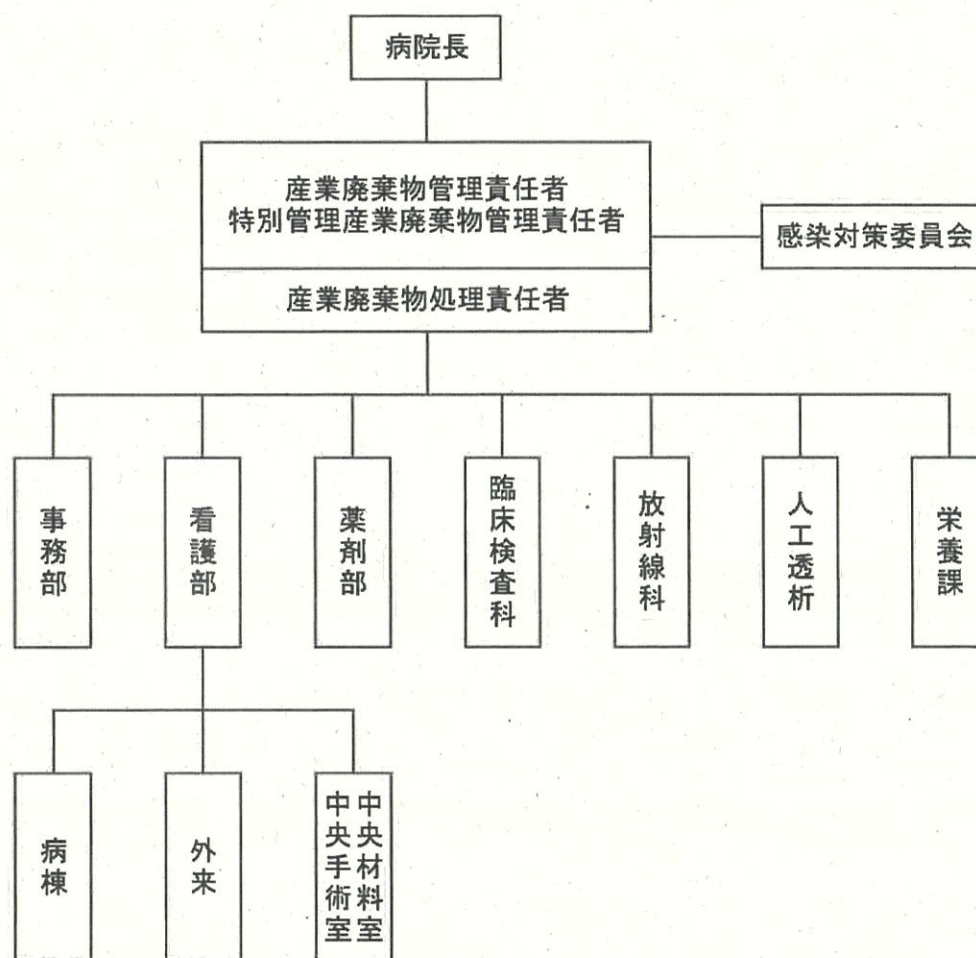 病院長
産業廃棄物管理責任者
特別管理産業廃棄物管理責任者
感染対策委員会
産業廃棄物処理責任者
事務部
看護部
薬剤部
臨床検査科
放射線科
人工透析
栄養課
病棟
外来
中央材料室
中央手術室